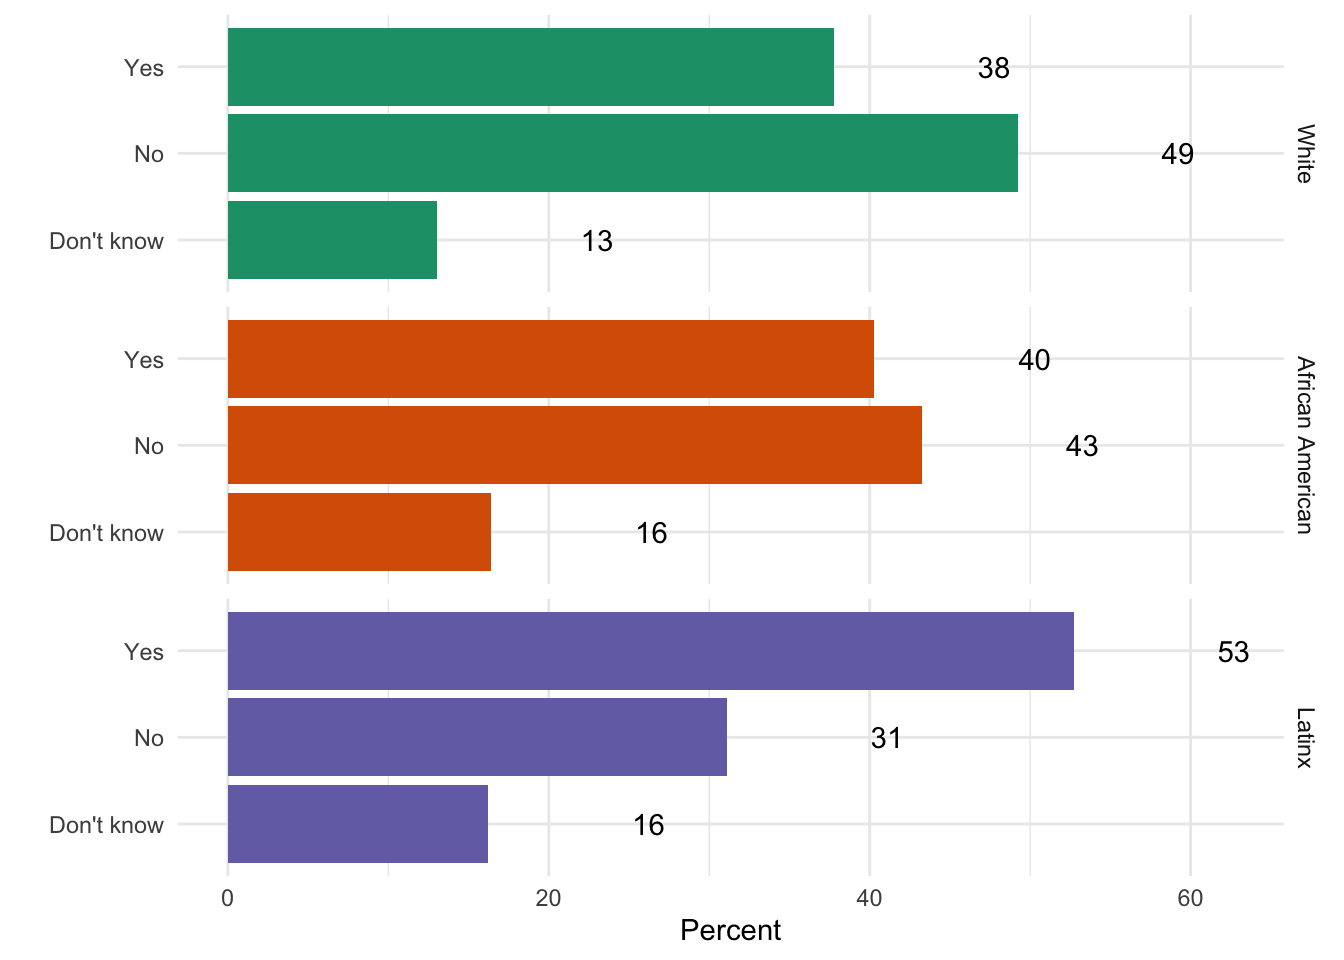 Yes 38
No 49
Don't know 13
White
Yes 40
No 43
Don't know 16
African American
Yes 53
No 31
Don't know 16
Latinx
0 20 40 60
Percent